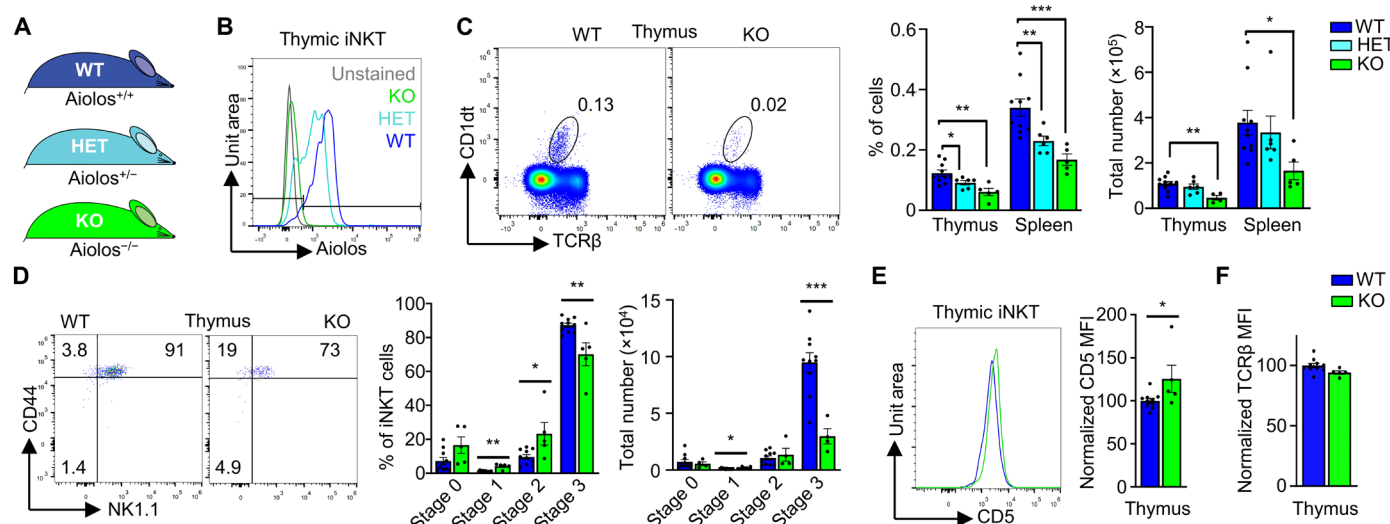 A
WT
Aiolos+/+
HET
Aiolos+/−
KO
Aiolos−/−
B
Thymic iNKT
Unstained
KO
HET
WT
Unit area
Aiolos
C
WT Thymus KO
0.13
0.02
CD1dt
TCRβ
% of cells
0.6
0.4
0.2
0.0
*
**
**
***
Thymus Spleen
Total number (×10⁵)
8
6
4
2
0
**
*
Thymus Spleen
WT
HET
KO
D
WT Thymus KO
3.8 91
19 73
1.4
4.9
CD44
NK1.1
% of iNKT cells
100
80
60
40
20
0
**
*
**
Stage 0
Stage 1
Stage 2
Stage 3
Total number (×10⁴)
15
10
5
0
*
***
Stage 0
Stage 1
Stage 2
Stage 3
E
Thymic iNKT
Unit area
CD5
Normalized CD5 MFI
200
150
100
50
0
*
Thymus
F
WT
KO
Normalized TCRβ MFI
100
0
Thymus